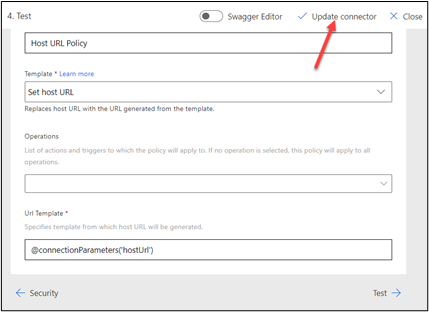 4. Test
Swagger Editor
Update connector
Close
Host URL Policy
Template * Learn more
Set host URL
Replaces host URL with the URL generated from the template.
Operations
List of actions and triggers to which the policy will apply to. If no operation is selected, this policy will apply to all
operations.
Url Template *
Specifies template from which host URL will be generated.
@connectionParameters('hostUrl')
Security
Test